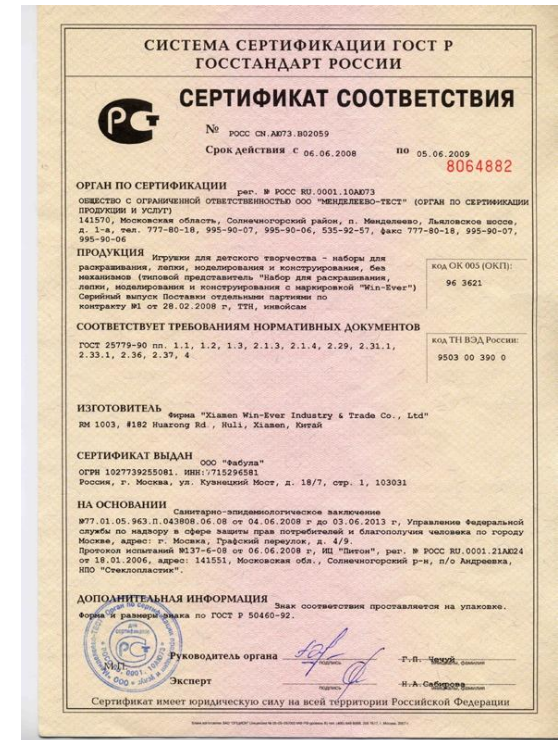 СИСТЕМА СЕРТИФИКАЦИИ ГОСТ Р
ГОССТАНДАРТ РОССИИ
РСТ
СЕРТИФИКАТ СООТВЕТСТВИЯ
№ РОСС CN.АЮ73.В02059
Срок действия с 06.06.2008 по 05.06.2009
8064882
ОРГАН ПО СЕРТИФИКАЦИИ рег. № РОСС RU.0001.10АЮ73
ОБЩЕСТВО С ОГРАНИЧЕННОЙ ОТВЕТСТВЕННОСТЬЮ ООО "МЕНДЕЛЕЕВО-ТЕСТ" (ОРГАН ПО СЕРТИФИКАЦИИ
ПРОДУКЦИИ И УСЛУГ)
141570, Московская область, Солнечногорский район, п. Менделеево, Льяловское шоссе,
д. 1-а, тел. 777-80-18, 995-90-07, 995-90-06, 535-92-57, факс 777-80-18, 995-90-07,
995-90-06
ПРОДУКЦИЯ Игрушки для детского творчества - наборы для
раскрашивания, лепки, моделирования и конструирования, без
механизмов (типовой представитель "Набор для раскрашивания,
лепки, моделирования и конструирования с маркировкой "Win-Ever")
Серийный выпуск Поставки отдельными партиями по
контракту №1 от 28.02.2008 г, ТТН, инвойсам
код ОК 005 (ОКП):
96 3621
СООТВЕТСТВУЕТ ТРЕБОВАНИЯМ НОРМАТИВНЫХ ДОКУМЕНТОВ
ГОСТ 25779-90 пп. 1.1, 1.2, 1.3, 2.1.3, 2.1.4, 2.29, 2.31.1,
2.33.1, 2.36, 2.37, 4
код ТН ВЭД России:
9503 00 390 0
ИЗГОТОВИТЕЛЬ Фирма "Xiamen Win-Ever Industry & Trade Co., Ltd"
RM 1003, #182 Huarong Rd., Huli, Xiamen, Китай
СЕРТИФИКАТ ВЫДАН ООО "Фабула"
ОГРН 1027739255081. ИНН:7715296581
Россия, г. Москва, ул. Кузнецкий Мост, д. 18/7, стр. 1, 103031
НА ОСНОВАНИИ Санитарно-эпидемиологическое заключение
№77.01.05.963.П.043808.06.08 от 04.06.2008 г до 03.06.2013 г, Управление Федеральной
службы по надзору в сфере защиты прав потребителей и благополучия человека по городу
Москве, адрес: г. Москва, Графский переулок, д. 4/9.
Протокол испытаний №137-6-08 от 06.06.2008 г, ИЦ "Питон", рег. № РОСС RU.0001.21АЮ24
от 18.01.2006, адрес: 141551, Московская обл., Солнечногорский р-н, п/о Андреевка,
НПО "Стеклопластик".
ДОПОЛНИТЕЛЬНАЯ ИНФОРМАЦИЯ Знак соответствия проставляется на упаковке.
Форма и размеры знака по ГОСТ Р 50460-92.
для
сертификатов
М.П.
Руководитель органа
подпись
Г.П. Чечуй
инициалы, фамилия
Эксперт
подпись
Н.А.Сабирова
инициалы, фамилия
Сертификат имеет юридическую силу на всей территории Российской Федерации